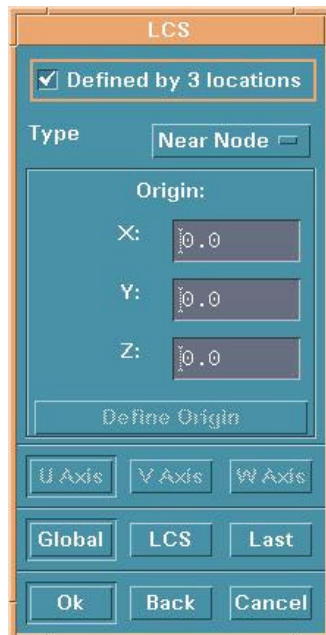 LCS
Defined by 3 locations
Type Near Node
Origin:
X: 0.0
Y: 0.0
Z: 0.0
Define Origin
U Axis V Axis W Axis
Global LCS Last
Ok Back Cancel